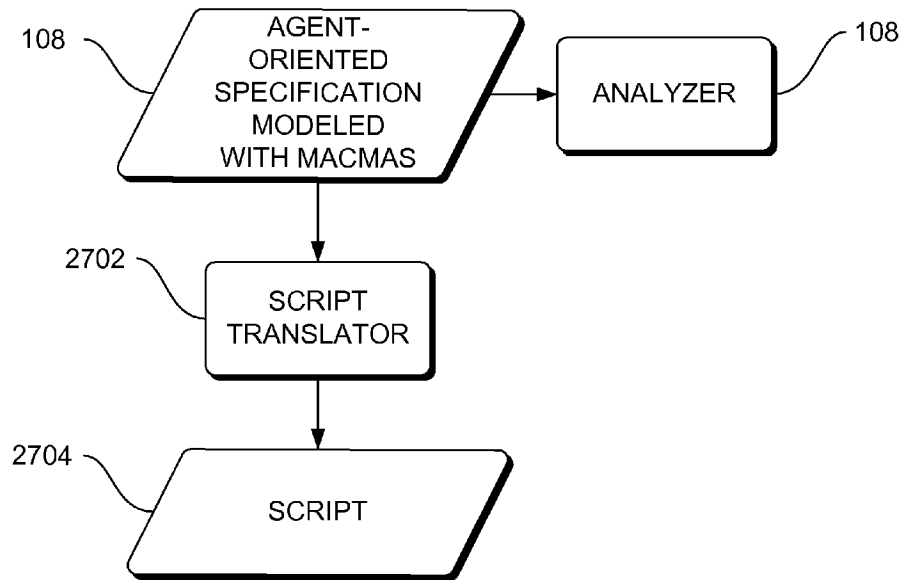 108
AGENT-
ORIENTED
SPECIFICATION
MODELED
WITH MACMAS
ANALYZER
108
2702
SCRIPT
TRANSLATOR
2704
SCRIPT